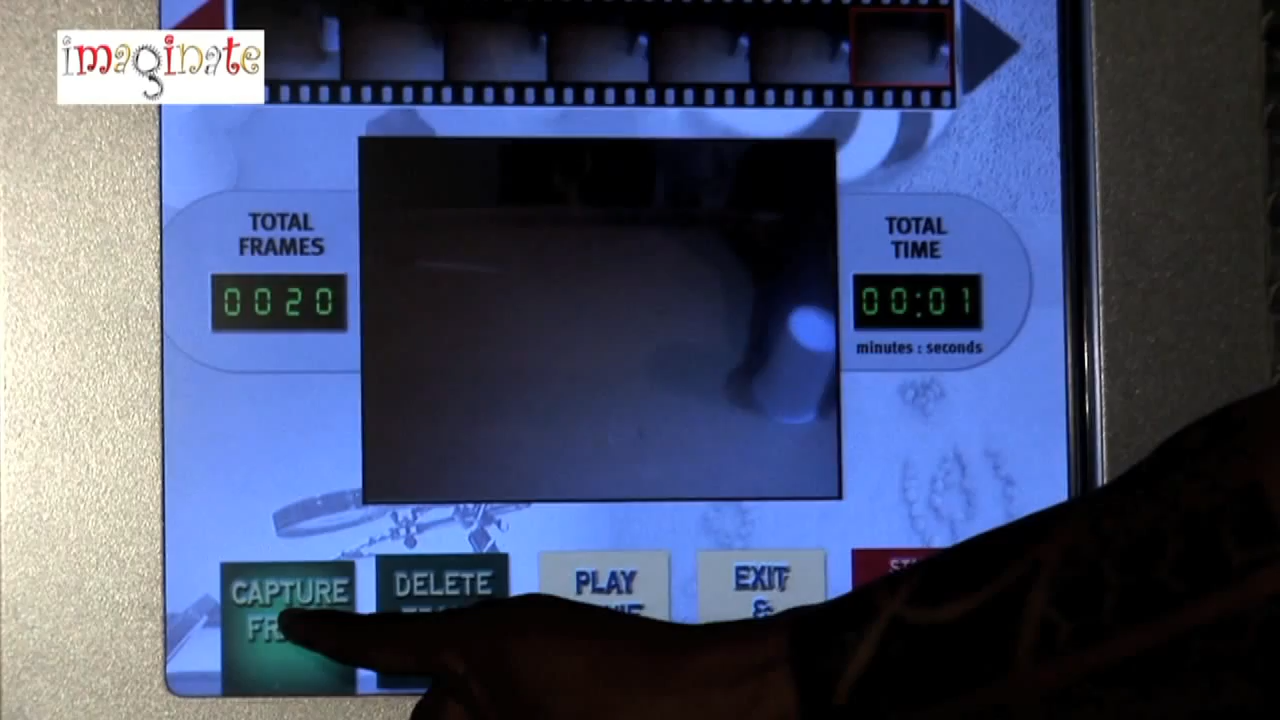 imaginate
TOTAL
FRAMES
0020
TOTAL
TIME
00:01
minutes : seconds
CAPTURE
DELETE
PLAY
EXIT
&